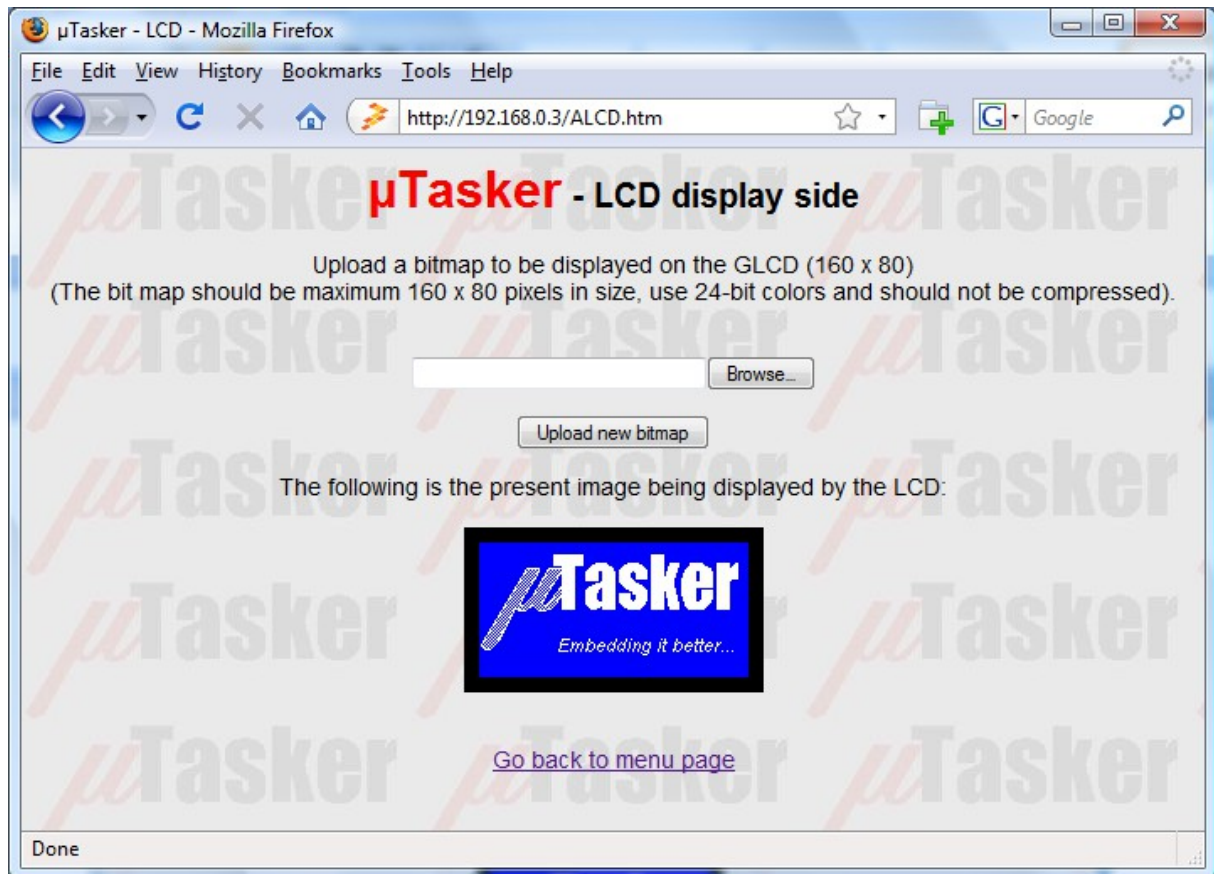 µTasker - LCD - Mozilla Firefox
File Edit View History Bookmarks Tools Help
http://192.168.0.3/ALCD.htm
G Google
µTasker - LCD display side
Upload a bitmap to be displayed on the GLCD (160 x 80)
(The bit map should be maximum 160 x 80 pixels in size, use 24-bit colors and should not be compressed).
Browse...
Upload new bitmap
The following is the present image being displayed by the LCD:
µTasker
Embedding it better...
Go back to menu page
Done